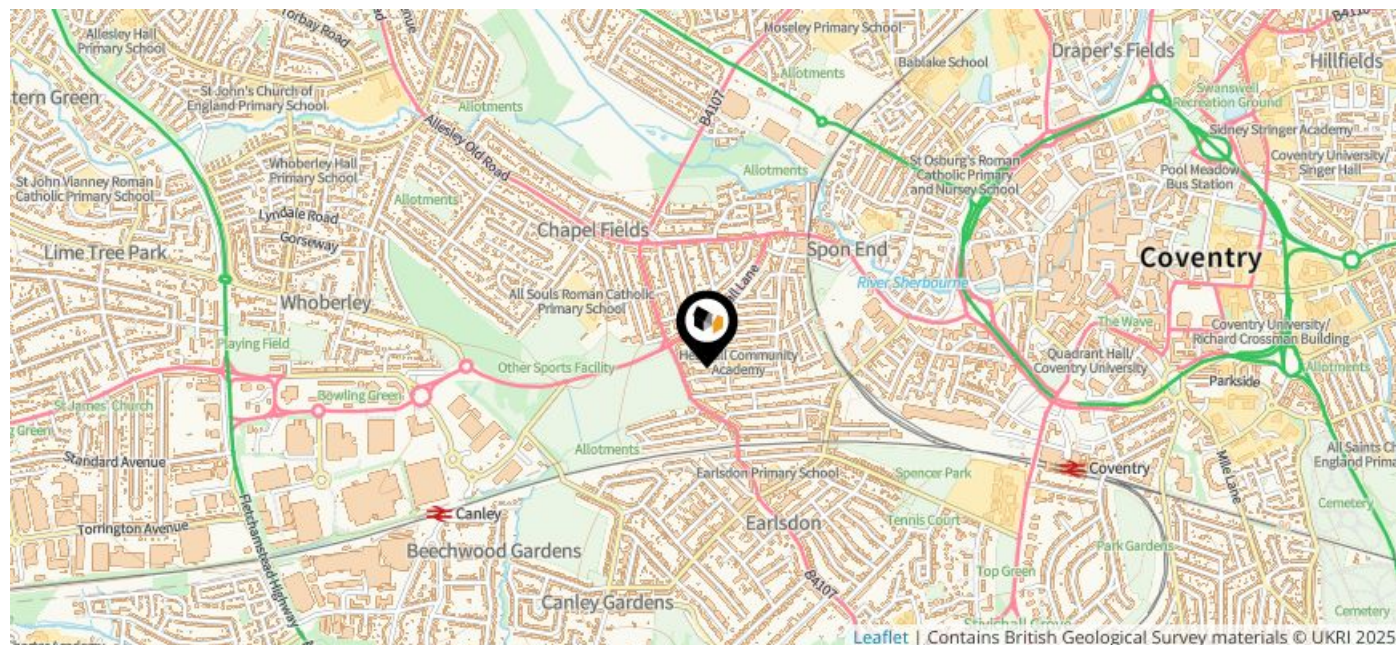 Allesley Hall
Primary School
Torbay Road
Moseley Primary School
Draper's Fields
Bablake School
Hillfields
Allotments
tern Green
St John's Church of
England Primary School
Allotments
B4107
Swanswell
Recreation Ground
Allesley Old Road
Sidney Stringer Academy
Whoberley Hall
Primary School
Allotments
St Osburg's Roman
Catholic Primary
and Nursey School
Coventry University/
Singer Hall
Pool Meadow
Bus Station
St John Vianney Roman
Catholic Primary School
Allotments
Lyndale Road
Gorseway
Chapel Fields
Lime Tree Park
Spon End
Coventry
River Sherbourne
Whoberley
All Souls Roman Catholic
Primary School
The Wave
Coventry University/
Richard Crossman Building
Playing Field
Community
Academy
Quadrant Hall/
Coventry University
Other Sports Facility
Allotments
Parkside
Bowling Green
St James' Church
Green
Allotments
Standard Avenue
Earlsdon Primary School
Spencer Park
Coventry
Mile Lane
All Saints
England
Cemetery
Canley
Torrington Avenue
Fletchamstead Highway
Earlsdon
Tennis Court
Beechwood Gardens
Park Gardens
Top Green
B4107
Canley Gardens
Cemetery
Leaflet | Contains British Geological Survey materials © UKRI 2025